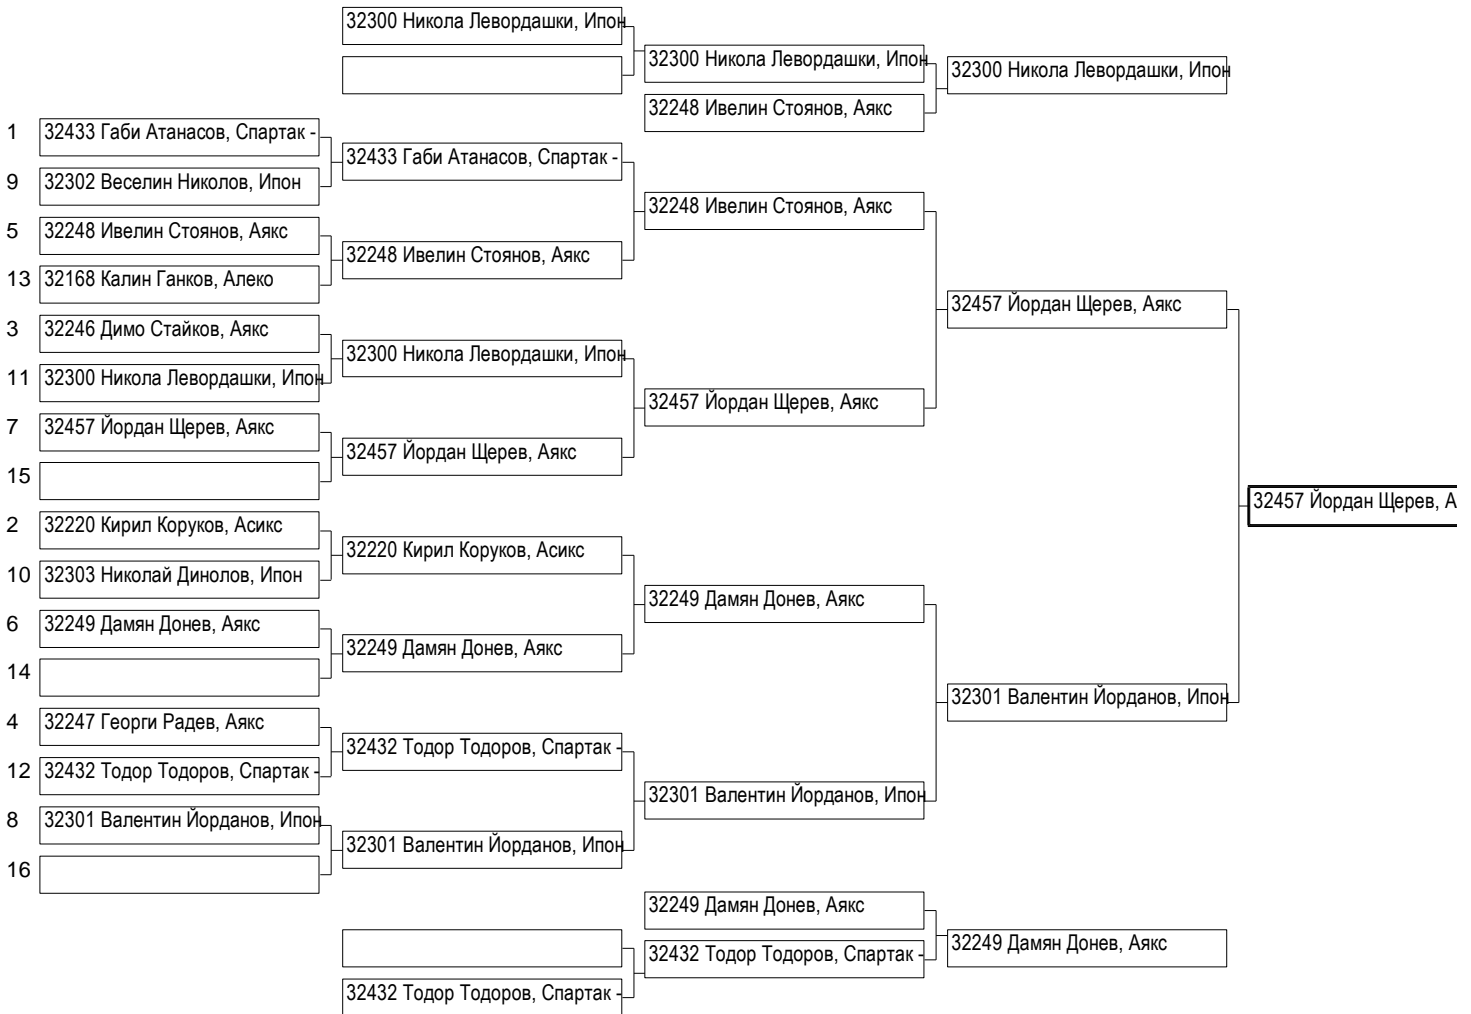 32300 Никола Левордашки, Ипон
32300 Никола Левордашки, Ипон
32300 Никола Левордашки, Ипон
32248 Ивелин Стоянов, Аякс
1 32433 Габи Атанасов, Спартак -
32433 Габи Атанасов, Спартак -
9 32302 Веселин Николов, Ипон
32248 Ивелин Стоянов, Аякс
5 32248 Ивелин Стоянов, Аякс
32248 Ивелин Стоянов, Аякс
13 32168 Калин Ганков, Алеко
32457 Йордан Щерев, Аякс
3 32246 Димо Стайков, Аякс
32300 Никола Левордашки, Ипон
11 32300 Никола Левордашки, Ипон
32457 Йордан Щерев, Аякс
7 32457 Йордан Щерев, Аякс
32457 Йордан Щерев, Аякс
15
32457 Йордан Щерев, А
2 32220 Кирил Коруков, Асикс
32220 Кирил Коруков, Асикс
10 32303 Николай Динолов, Ипон
32249 Дамян Донев, Аякс
6 32249 Дамян Донев, Аякс
32249 Дамян Донев, Аякс
14
32301 Валентин Йорданов, Ипон
4 32247 Георги Радев, Аякс
32432 Тодор Тодоров, Спартак -
12 32432 Тодор Тодоров, Спартак -
32301 Валентин Йорданов, Ипон
8 32301 Валентин Йорданов, Ипон
32301 Валентин Йорданов, Ипон
16
32249 Дамян Донев, Аякс
32249 Дамян Донев, Аякс
32432 Тодор Тодоров, Спартак -
32432 Тодор Тодоров, Спартак -